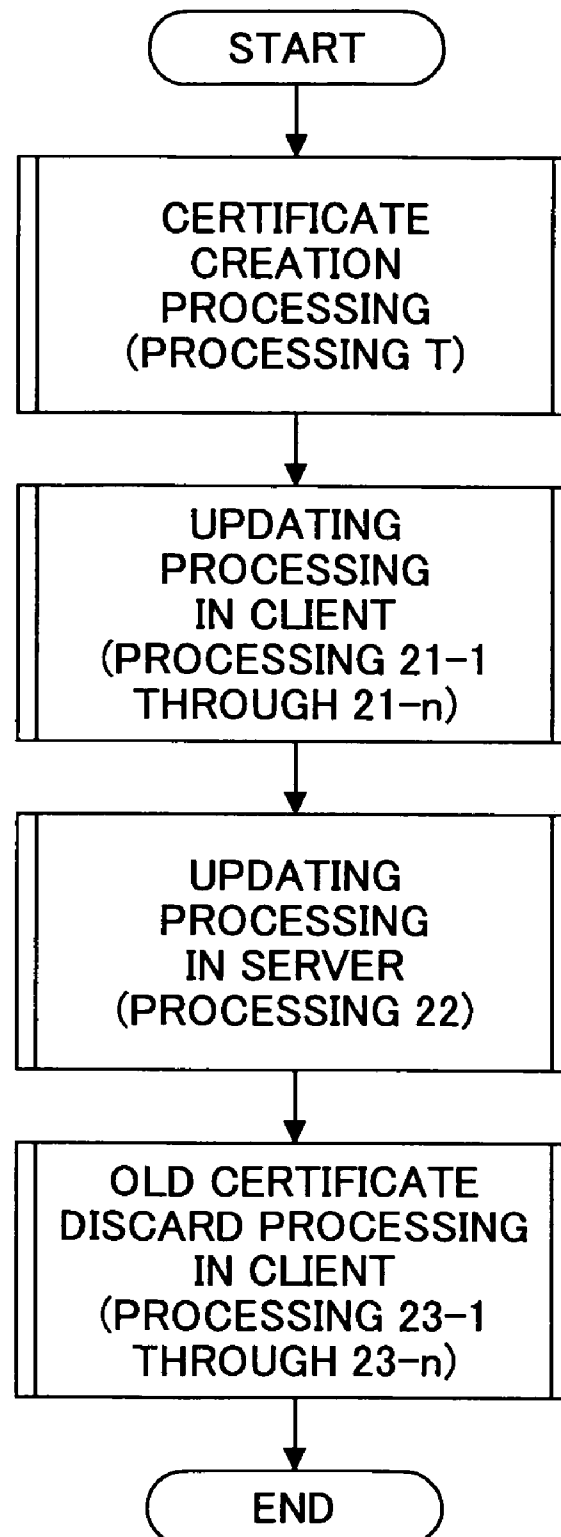 START
CERTIFICATE
CREATION
PROCESSING
(PROCESSING T)
UPDATING
PROCESSING
IN CLIENT
(PROCESSING 21-1
THROUGH 21-n)
UPDATING
PROCESSING
IN SERVER
(PROCESSING 22)
OLD CERTIFICATE
DISCARD PROCESSING
IN CLIENT
(PROCESSING 23-1
THROUGH 23-n)
END